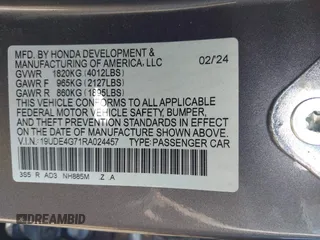 MFD. BY HONDA DEVELOPMENT &
MANUFACTURING OF AMERICA, LLC 02/24
GVWR 1820KG (4012LBS)
GAWR F 965KG (2127LBS)
GAWR R 860KG (1895LBS)
THIS VEHICLE CONFORMS TO ALL APPLICABLE
FEDERAL MOTOR VEHICLE SAFETY, BUMPER,
AND THEFT PREVENTION STANDARDS IN EFFECT
ON THE DATE OF MANUFACTURE SHOWN ABOVE.
V.I.N.: 19UDE4G71RA024457 TYPE PASSENGER CAR
3S5 R AD3 NH885M Z .A
DREAMBID